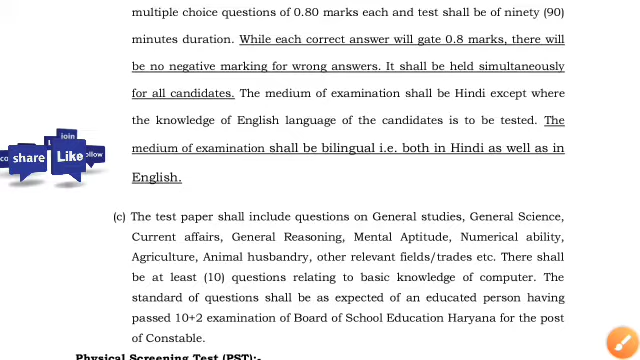 multiple choice questions of 0.80 marks each and test shall be of ninety (90)
minutes duration. While each correct answer will gate 0.8 marks, there will
be no negative marking for wrong answers. It shall be held simultaneously
for all candidates. The medium of examination shall be Hindi except where
the knowledge of English language of the candidates is to be tested. The
medium of examination shall be bilingual i.e. both in Hindi as well as in
English.
join
share
Like
ollow
(c) The test paper shall include questions on General studies, General Science,
Current affairs, General Reasoning, Mental Aptitude, Numerical ability,
Agriculture, Animal husbandry, other relevant fields/trades etc. There shall
be at least (10) questions relating to basic knowledge of computer. The
standard of questions shall be as expected of an educated person having
passed 10+2 examination of Board of School Education Haryana for the post
of Constable.
Physical Screening Test (PST):-